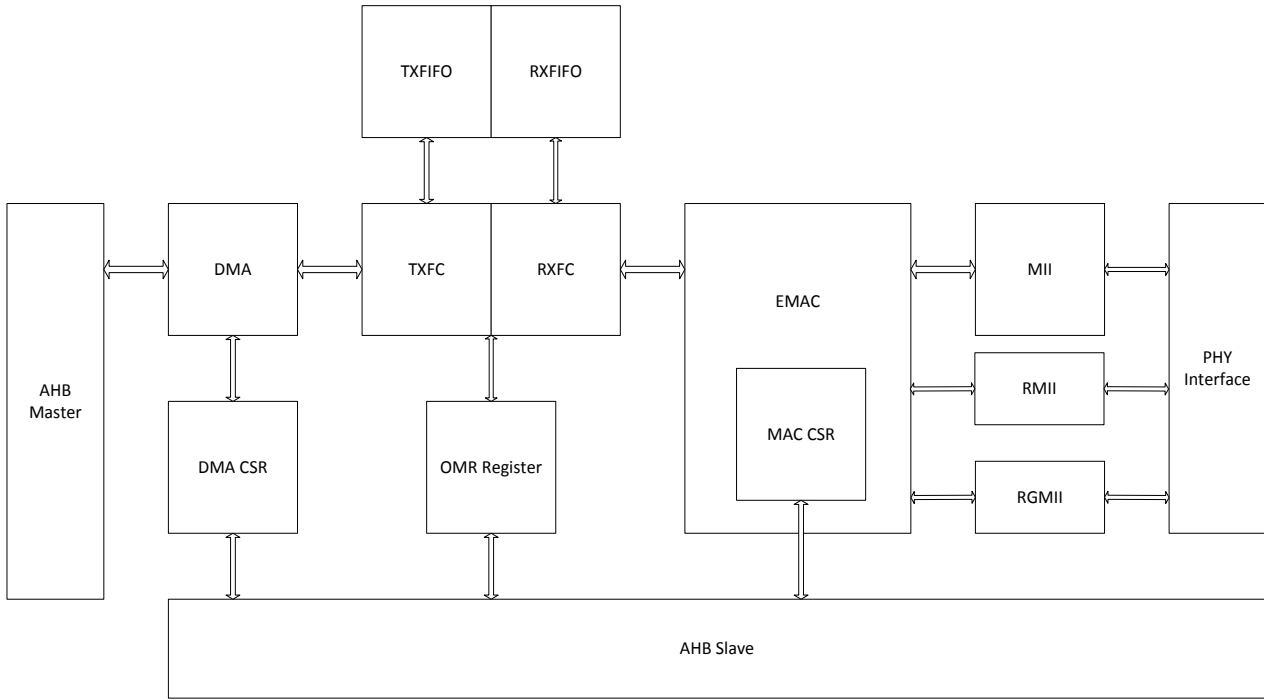 TXFIFO
RXFIFO
DMA
TXFC
RXFC
EMAC
MII
AHB
Master
PHY
Interface
RMII
DMA CSR
OMR Register
MAC CSR
RGMII
AHB Slave